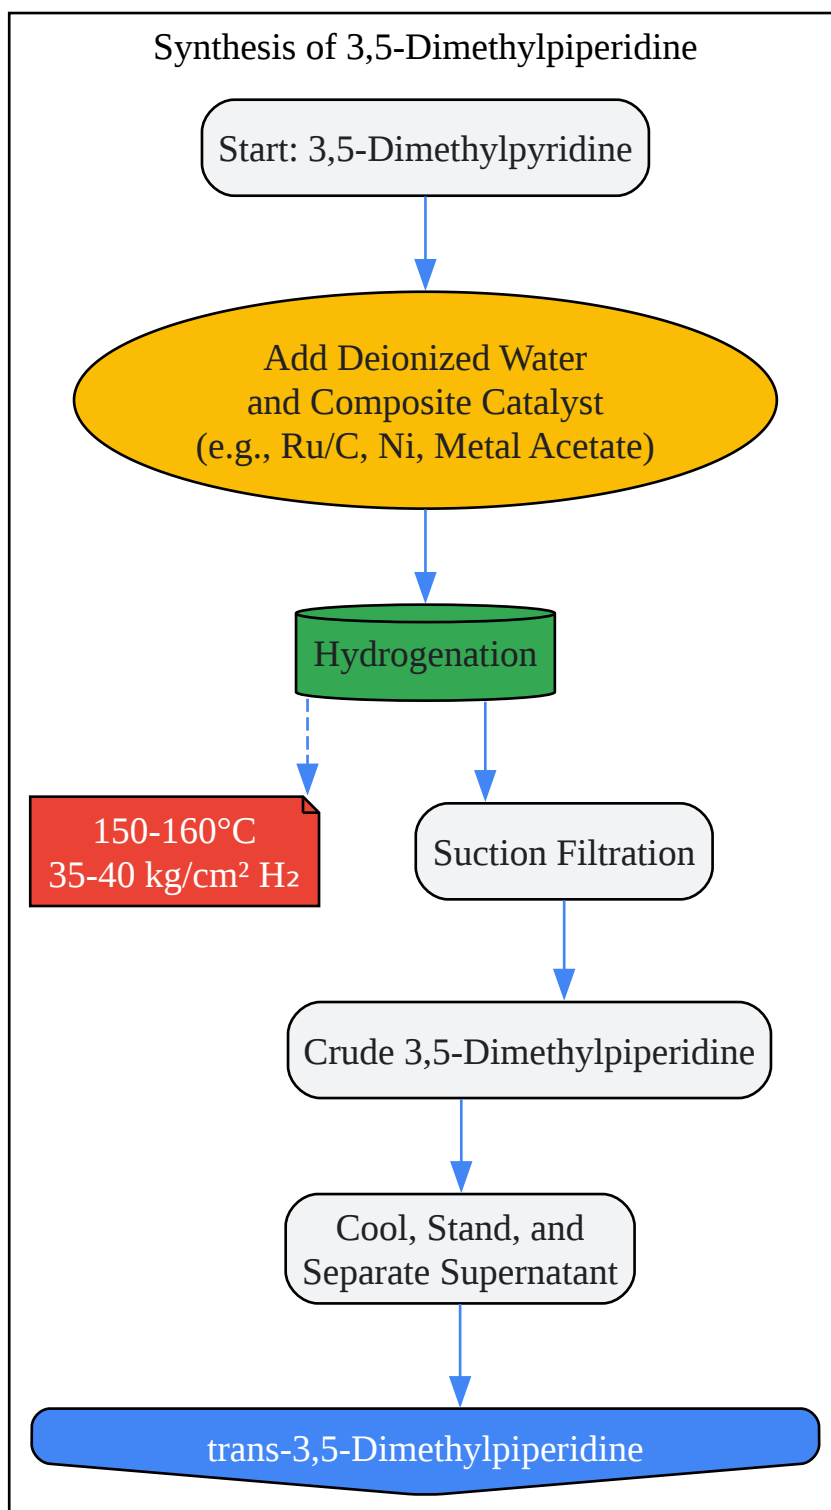 Synthesis of 3,5-Dimethylpiperidine
Start: 3,5-Dimethylpyridine
Add Deionized Water
and Composite Catalyst
(e.g., Ru/C, Ni, Metal Acetate)
Hydrogenation
150-160°C
35-40 kg/cm² H₂
Suction Filtration
Crude 3,5-Dimethylpiperidine
Cool, Stand, and
Separate Supernatant
trans-3,5-Dimethylpiperidine